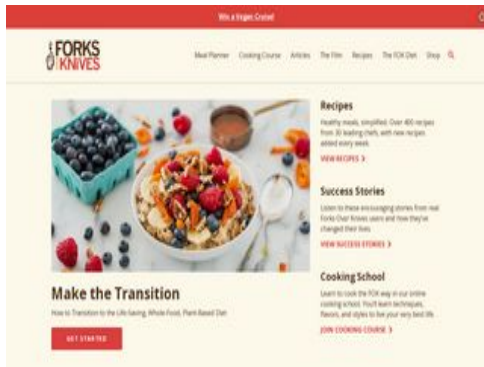 Win a Vegan Cruise!
FORKS
KNIVES
Meal Planner Cooking Course Articles The Film Recipes The FOK Diet Shop
Recipes
Healthy meals, simplified. Over 400 recipes
from 30 leading chefs, with new recipes
added every week.
VIEW RECIPES
Success Stories
Listen to these encouraging stories from real
Forks Over Knives users and how they've
changed their lives.
VIEW SUCCESS STORIES
Cooking School
Learn to cook the FOK way in our online
cooking school. You'll learn techniques,
flavors, and styles to live your very best life.
JOIN COOKING COURSE
Make the Transition
How to Transition to the Life-Saving, Whole-Food, Plant-Based Diet
GET STARTED